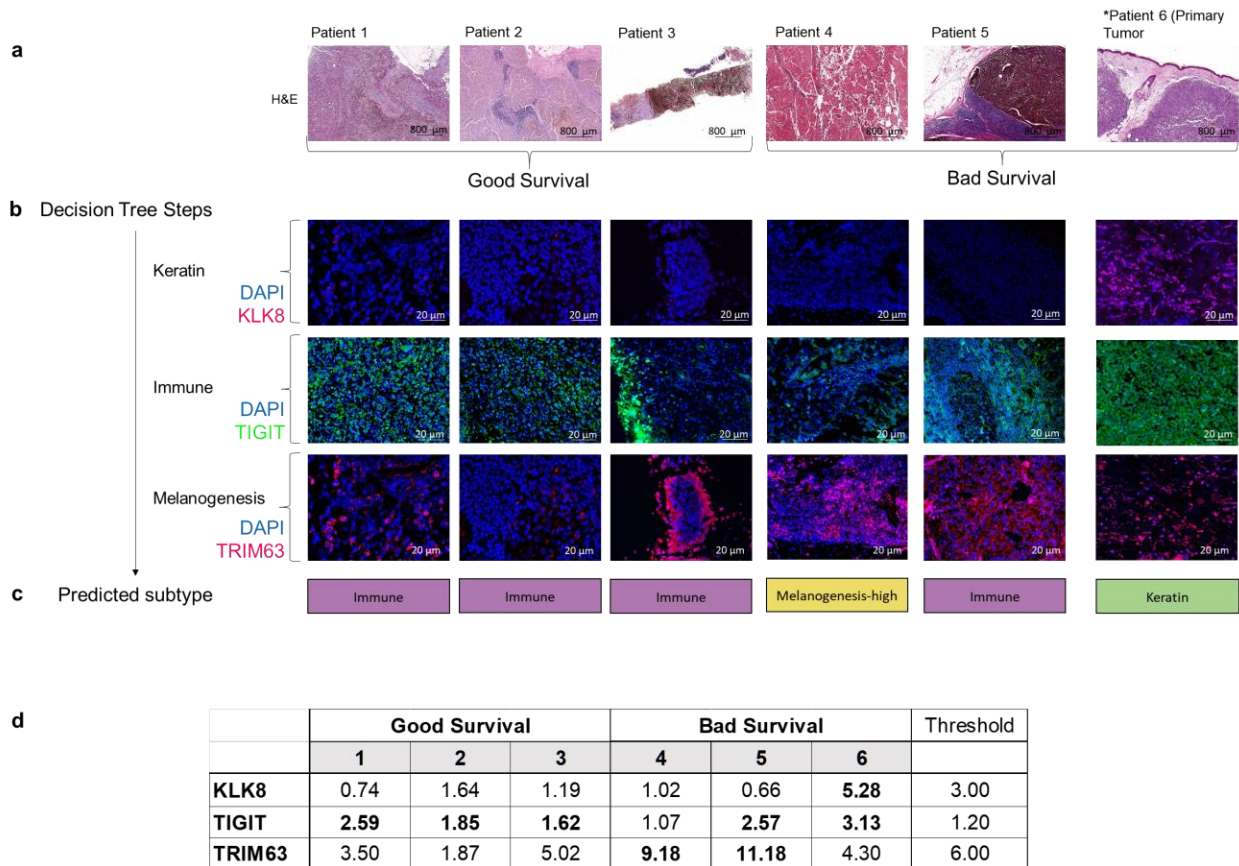 Patient 1 Patient 2 Patient 3 Patient 4 Patient 5 *Patient 6 (Primary
Tumor
a
H&E
800 µm 800 µm 800 µm 800 µm 800 µm 800 µm
Good Survival Bad Survival
b Decision Tree Steps
Keratin
DAPI
KLK8
20 µm 20 µm 20 µm 20 µm 20 µm 20 µm
Immune
DAPI
TIGIT
20 µm 20 µm 20 µm 20 µm 20 µm 20 µm
Melanogenesis
DAPI
TRIM63
20 µm 20 µm 20 µm 20 µm 20 µm 20 µm
c Predicted subtype Immune Immune Immune Melanogenesis-high Immune Keratin
d
Good Survival Bad Survival Threshold
1 2 3 4 5 6
KLK8 0.74 1.64 1.19 1.02 0.66 5.28 3.00
TIGIT 2.59 1.85 1.62 1.07 2.57 3.13 1.20
TRIM63 3.50 1.87 5.02 9.18 11.18 4.30 6.00